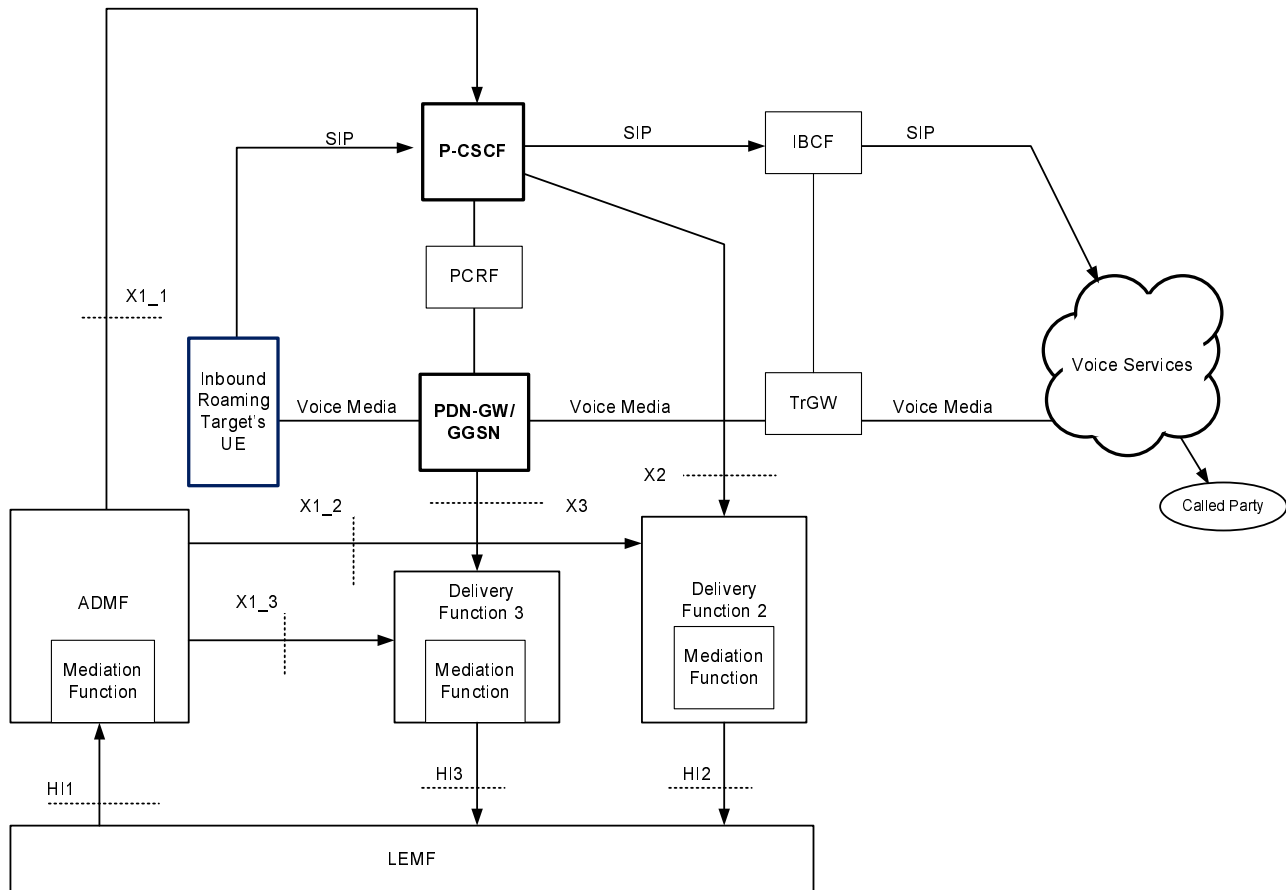 SIP
P-CSCF
SIP
IBCF
SIP
PCRF
X1_1
Inbound
Roaming
Target's
UE
Voice Media
PDN-GW/
GGSN
Voice Media
TrGW
Voice Media
Voice Services
Called Party
X1_2
X3
X2
ADMF
Mediation
Function
X1_3
Delivery
Function 3
Mediation
Function
Delivery
Function 2
Mediation
Function
HI1
HI3
HI2
LEMF